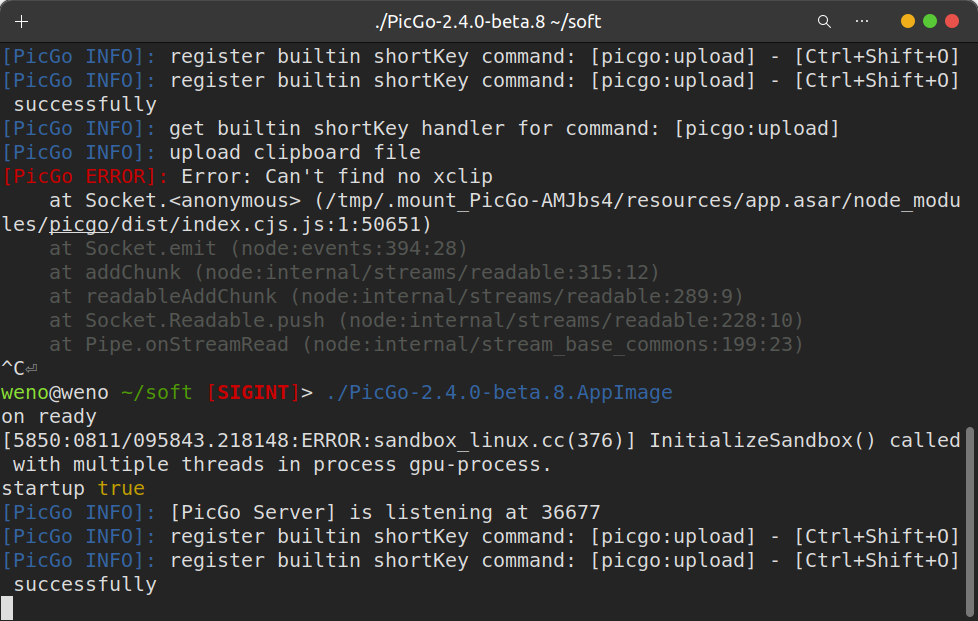 ./PicGo-2.4.0-beta.8 ~/soft
[PicGo INFO]: register builtin shortKey command: [picgo:upload] - [Ctrl+Shift+O]
[PicGo INFO]: register builtin shortKey command: [picgo:upload] - [Ctrl+Shift+O]
 successfully
[PicGo INFO]: get builtin shortKey handler for command: [picgo:upload]
[PicGo INFO]: upload clipboard file
[PicGo ERROR]: Error: Can't find no xclip
    at Socket.<anonymous> (/tmp/.mount_PicGo-AMJbs4/resources/app.asar/node_modu
les/picgo/dist/index.cjs.js:1:50651)
    at Socket.emit (node:events:394:28)
    at addChunk (node:internal/streams/readable:315:12)
    at readableAddChunk (node:internal/streams/readable:289:9)
    at Socket.Readable.push (node:internal/streams/readable:228:10)
    at Pipe.onStreamRead (node:internal/stream_base_commons:199:23)
^C⏎
weno@weno ~/soft [SIGINT]> ./PicGo-2.4.0-beta.8.AppImage
on ready
[5850:0811/095843.218148:ERROR:sandbox_linux.cc(376)] InitializeSandbox() called
 with multiple threads in process gpu-process.
startup true
[PicGo INFO]: [PicGo Server] is listening at 36677
[PicGo INFO]: register builtin shortKey command: [picgo:upload] - [Ctrl+Shift+O]
[PicGo INFO]: register builtin shortKey command: [picgo:upload] - [Ctrl+Shift+O]
 successfully